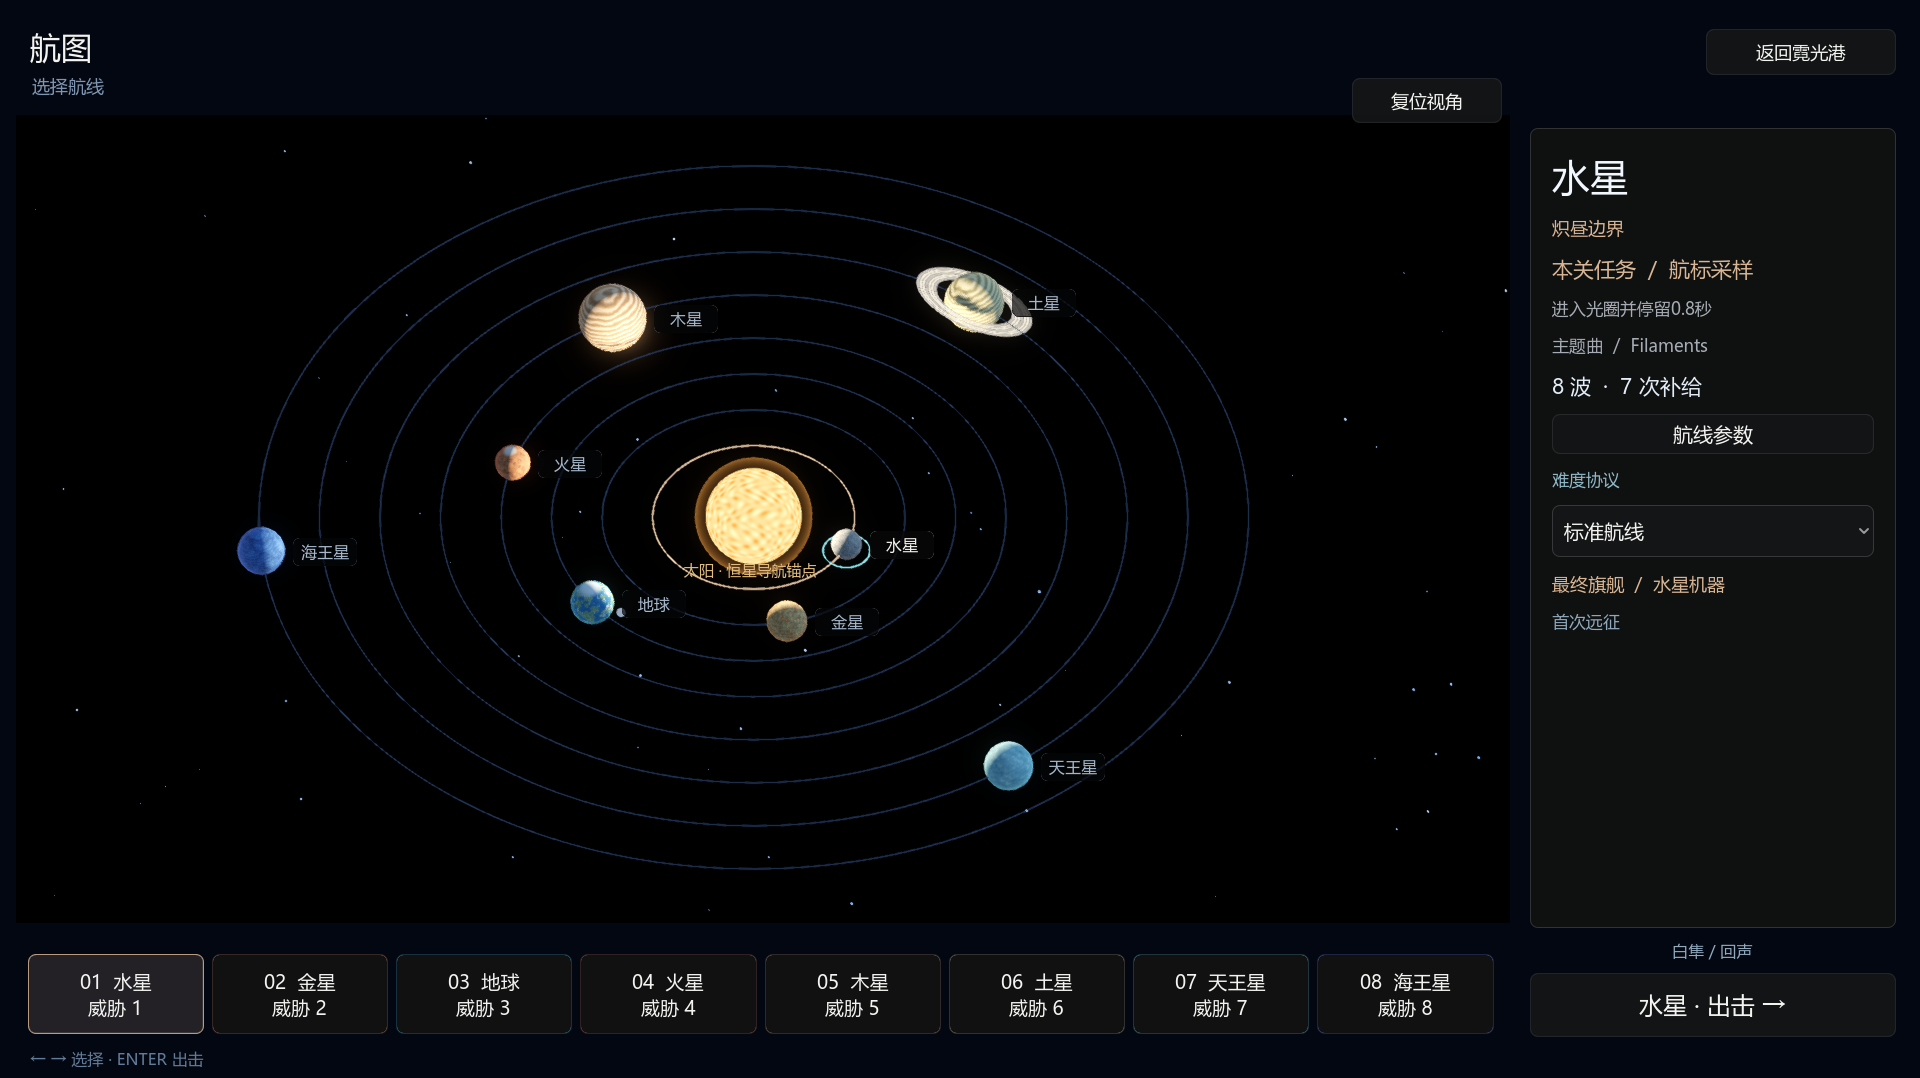 航图
选择航线
返回霓光港
复位视角
木星
土星
火星
水星
太阳 · 恒星导航锚点
海王星
地球
金星
天王星
水星
炽昼边界
本关任务 / 航标采样
进入光圈并停留0.8秒
主题曲 / Filaments
8 波 · 7 次补给
航线参数
难度协议
标准航线
最终旗舰 / 水星机器
首次远征
白隼 / 回声
水星 · 出击 →
01 水星
威胁 1
02 金星
威胁 2
03 地球
威胁 3
04 火星
威胁 4
05 木星
威胁 5
06 土星
威胁 6
07 天王星
威胁 7
08 海王星
威胁 8
← → 选择 · ENTER 出击